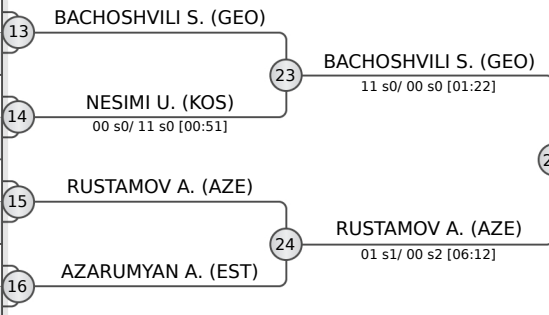 BACHOSHVILI S. (GEO)
13
BACHOSHVILI S. (GEO)
23
11 s0/ 00 s0 [01:22]
NESIMI U. (KOS)
14
00 s0/ 11 s0 [00:51]
2
RUSTAMOV A. (AZE)
15
RUSTAMOV A. (AZE)
24
01 s1/ 00 s2 [06:12]
AZARUMYAN A. (EST)
16